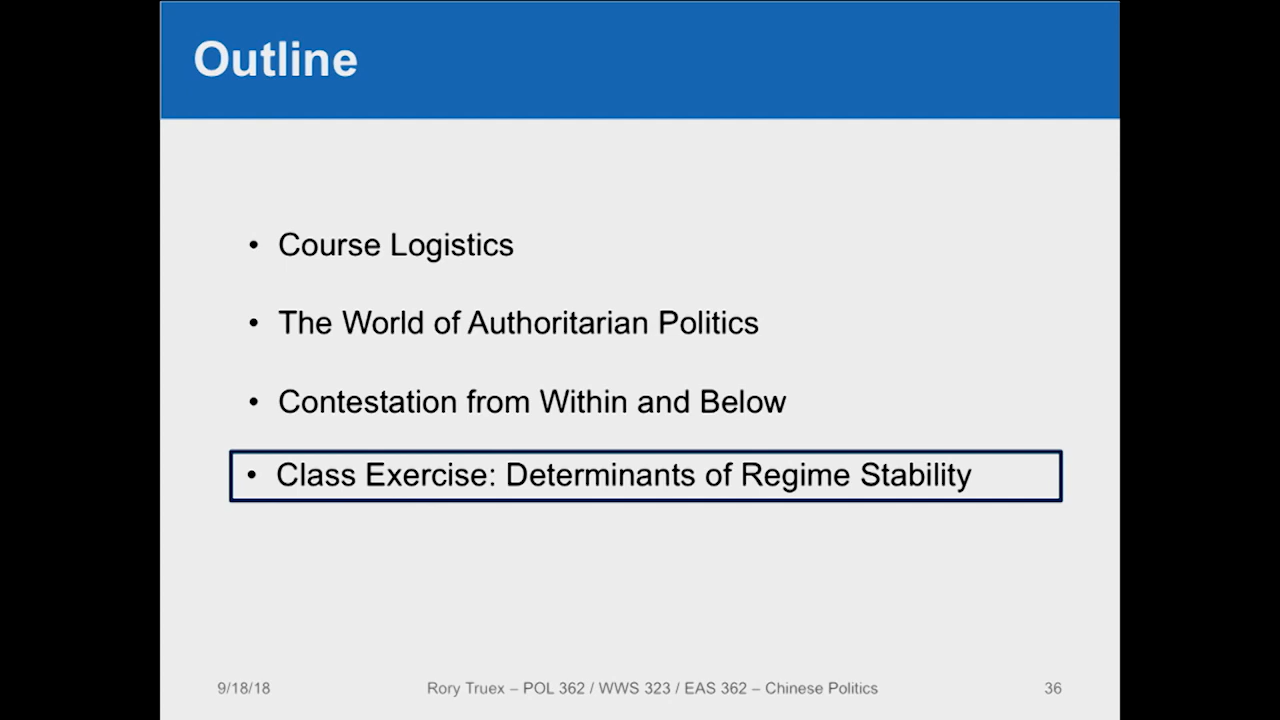 Outline
• Course Logistics
• The World of Authoritarian Politics
• Contestation from Within and Below
• Class Exercise: Determinants of Regime Stability
9/18/18 Rory Truex – POL 362 / WWS 323 / EAS 362 – Chinese Politics 36